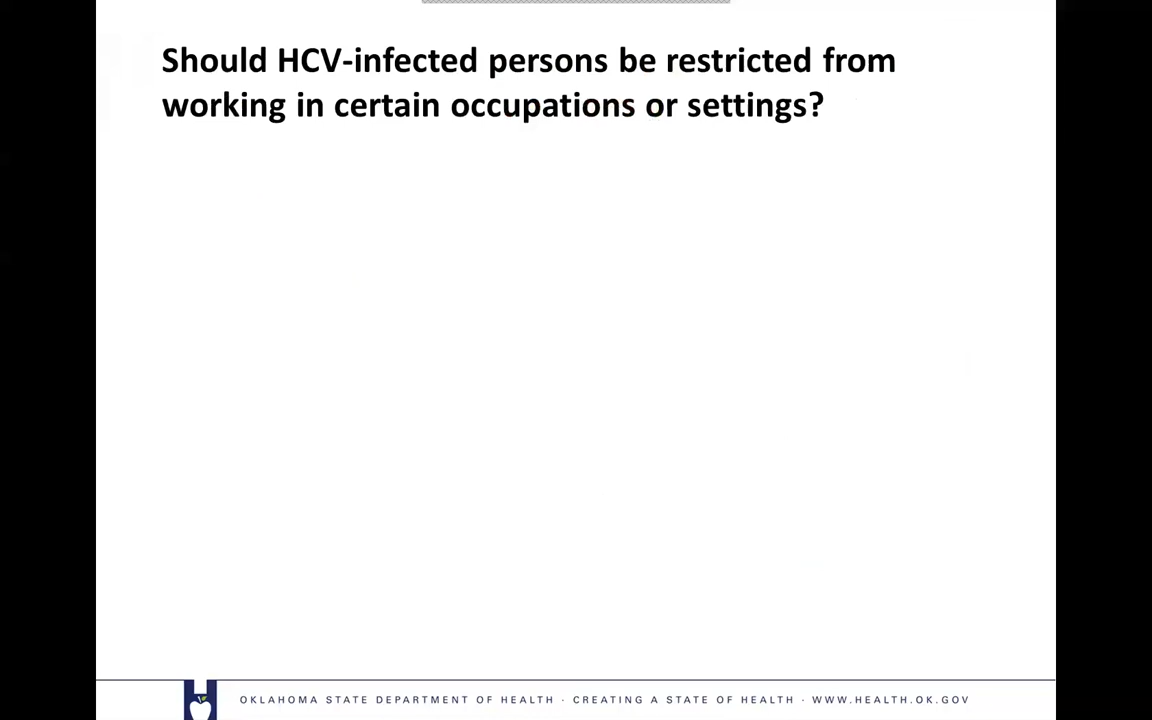 Should HCV-infected persons be restricted from
working in certain occupations or settings?
OKLAHOMA STATE DEPARTMENT OF HEALTH · CREATING A STATE OF HEALTH · WWW.HEALTH.OK.GOV